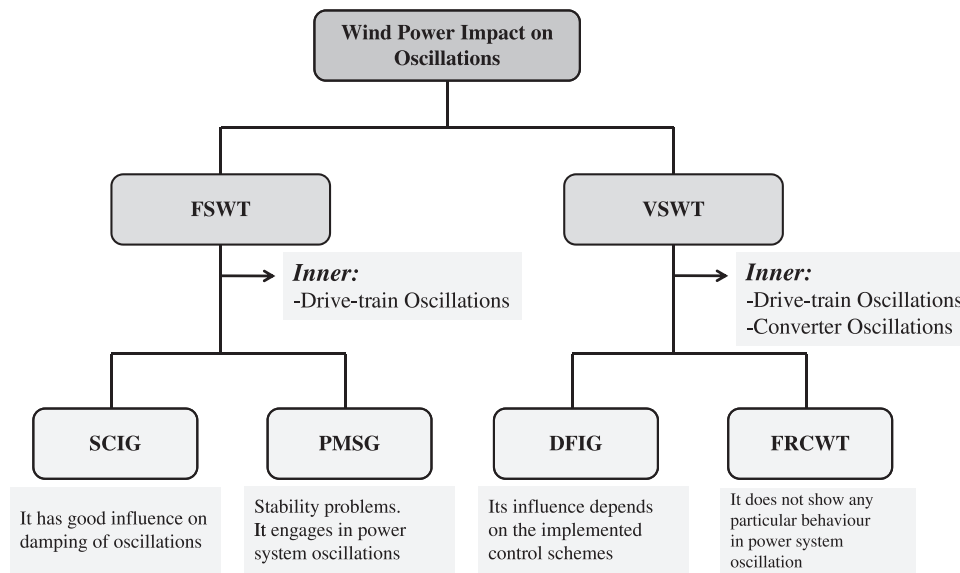 Wind Power Impact on
Oscillations
FSWT
VSWT
Inner:
-Drive-train Oscillations
Inner:
-Drive-train Oscillations
-Converter Oscillations
SCIG
PMSG
DFIG
FRCWT
It has good influence on
damping of oscillations
Stability problems.
It engages in power
system oscillations
Its influence depends
on the implemented
control schemes
It does not show any
particular behaviour
in power system
oscillation